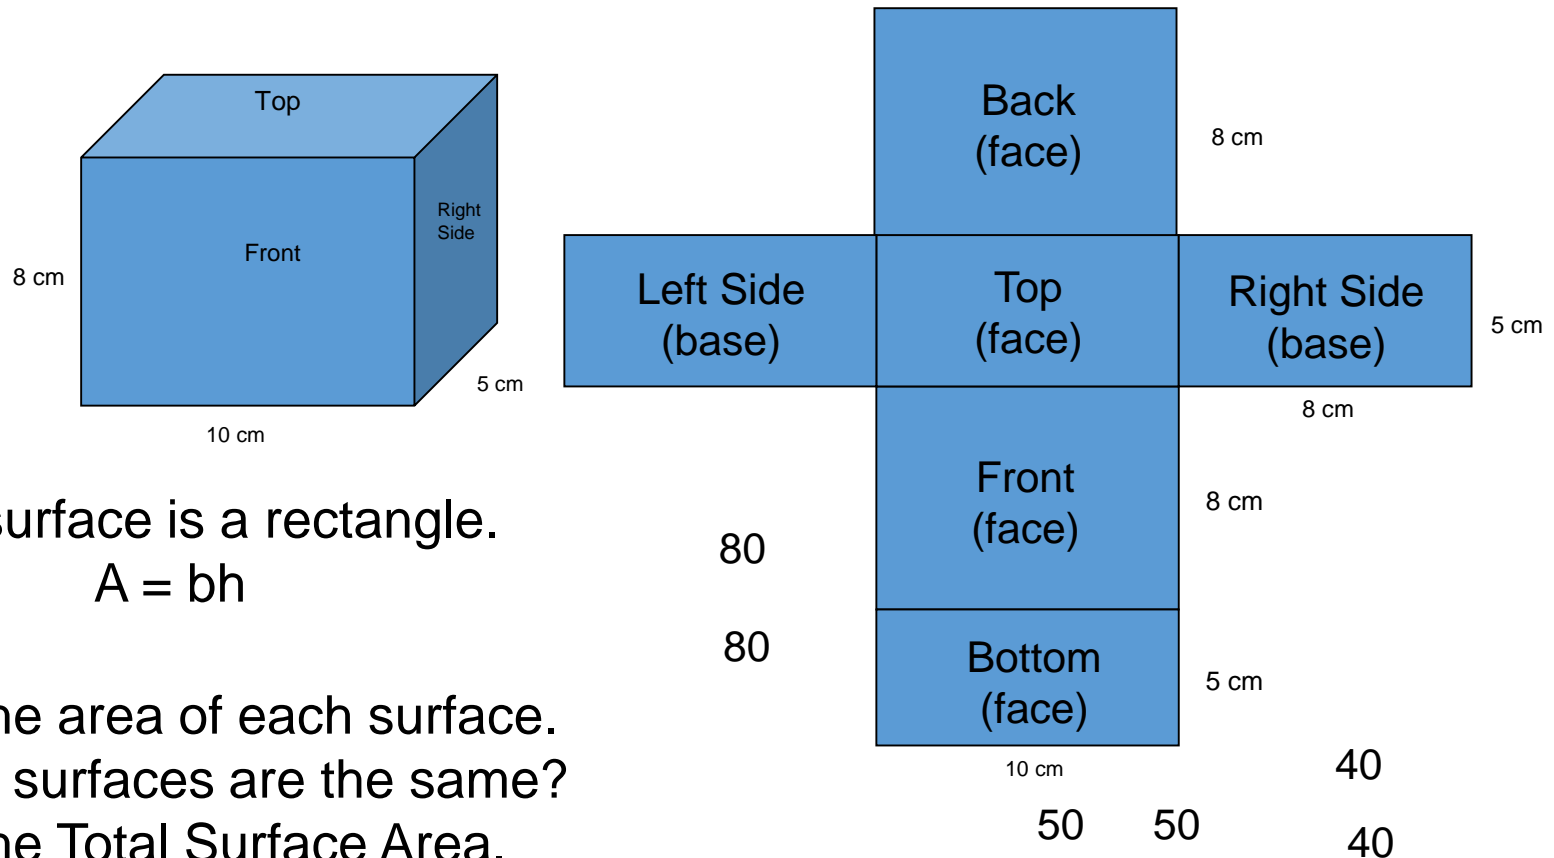 Top
Front
Right
Side
8 cm
5 cm
10 cm
Back
(face)
8 cm
Left Side
(base)
Top
(face)
Right Side
(base)
5 cm
8 cm
Front
(face)
8 cm
Bottom
(face)
5 cm
10 cm
surface is a rectangle.
A = bh
80
80
area of each surface.
surfaces are the same?
Total Surface Area.
50 50
40
40